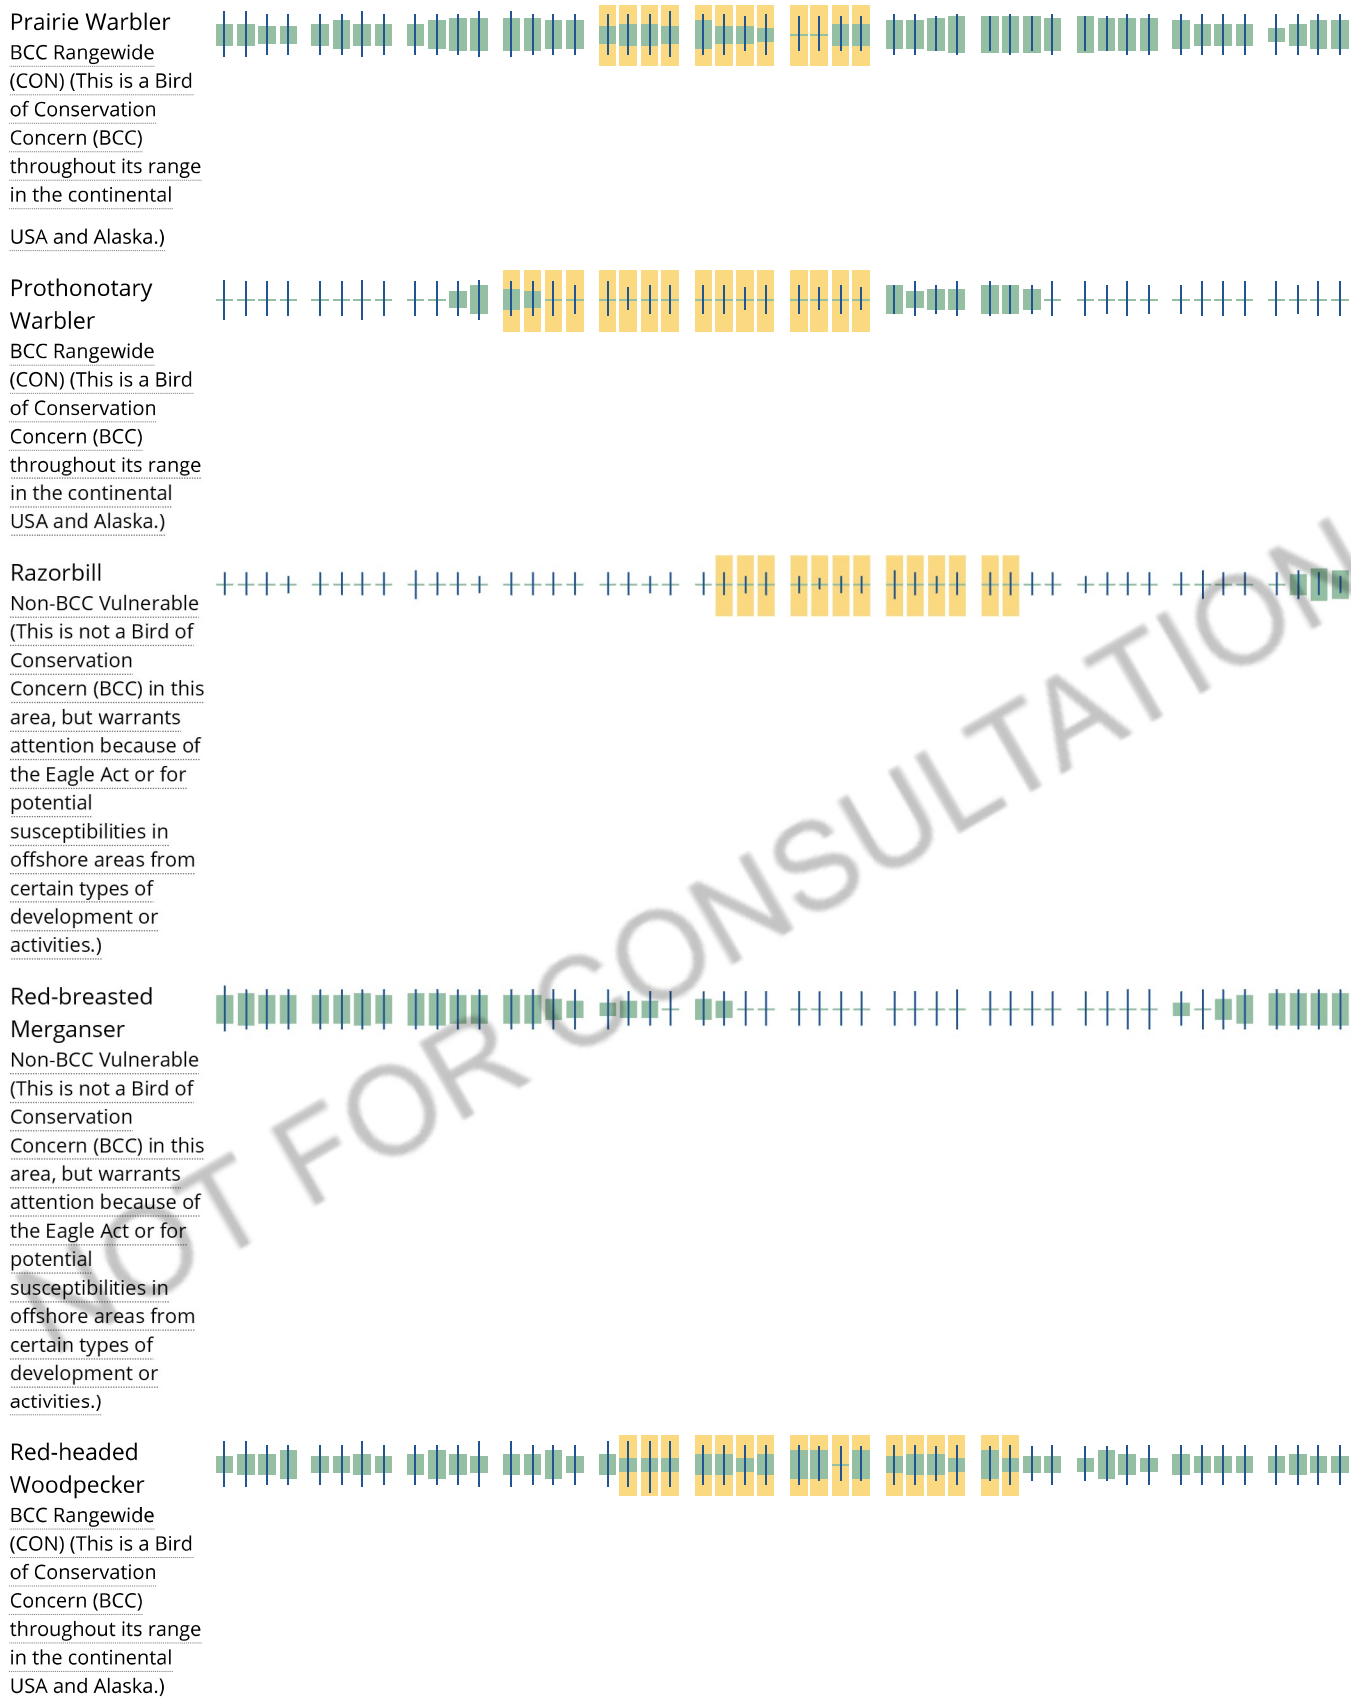 Prairie Warbler
BCC Rangewide
(CON) (This is a Bird
of Conservation
Concern (BCC)
throughout its range
in the continental
USA and Alaska.)
Prothonotary
Warbler
BCC Rangewide
(CON) (This is a Bird
of Conservation
Concern (BCC)
throughout its range
in the continental
USA and Alaska.)
Razorbill
Non-BCC Vulnerable
(This is not a Bird of
Conservation
Concern (BCC) in this
area, but warrants
attention because of
the Eagle Act or for
potential
susceptibilities in
offshore areas from
certain types of
development or
activities.)
Red-breasted
Merganser
Non-BCC Vulnerable
(This is not a Bird of
Conservation
Concern (BCC) in this
area, but warrants
attention because of
the Eagle Act or for
potential
susceptibilities in
offshore areas from
certain types of
development or
activities.)
Red-headed
Woodpecker
BCC Rangewide
(CON) (This is a Bird
of Conservation
Concern (BCC)
throughout its range
in the continental
USA and Alaska.)
NOT FOR CONSULTATION